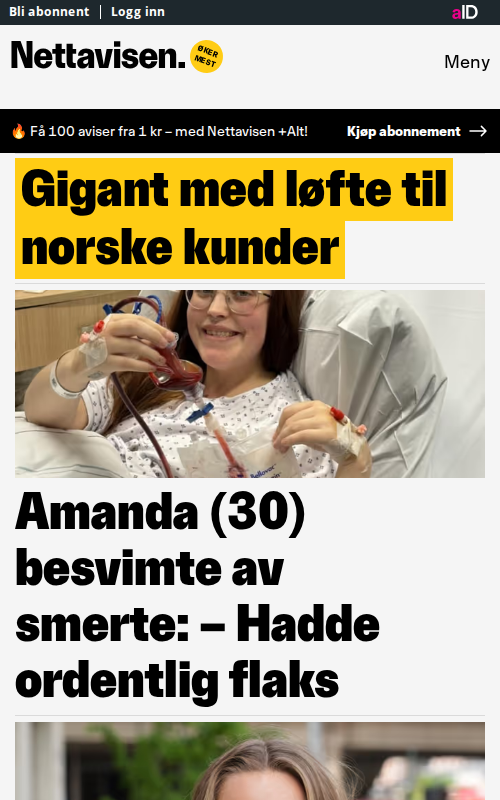 Bli abonnent
Logg inn
aID
Nettavisen.
ØKER
MEST
Meny
🔥 Få 100 aviser fra 1 kr – med Nettavisen +Alt!
Kjøp abonnement →
Gigant med løfte til
norske kunder
Amanda (30)
besvimte av
smerte: – Hadde
ordentlig flaks